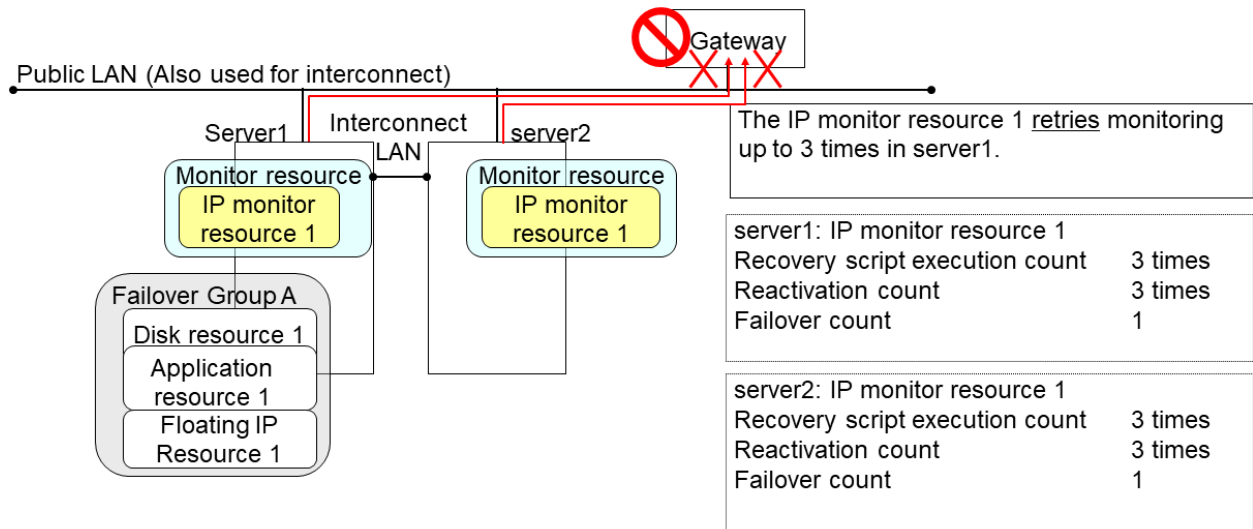 Gateway
Public LAN (Also used for interconnect)
Server1
Interconnect
LAN
server2
Monitor resource
IP monitor
resource 1
Monitor resource
IP monitor
resource 1
Failover Group A
Disk resource 1
Application
resource 1
Floating IP
Resource 1
The IP monitor resource 1 retries monitoring
up to 3 times in server1.
server1: IP monitor resource 1
Recovery script execution count 3 times
Reactivation count 3 times
Failover count 1
server2: IP monitor resource 1
Recovery script execution count 3 times
Reactivation count 3 times
Failover count 1